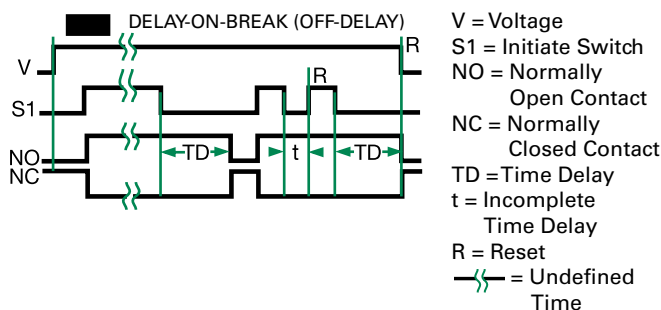 DELAY-ON-BREAK (OFF-DELAY)
R
V
R
S1
NO
TD
t
TD
NC
V = Voltage
S1 = Initiate Switch
NO = Normally
Open Contact
NC = Normally
Closed Contact
TD = Time Delay
t = Incomplete
Time Delay
R = Reset
= Undefined
Time